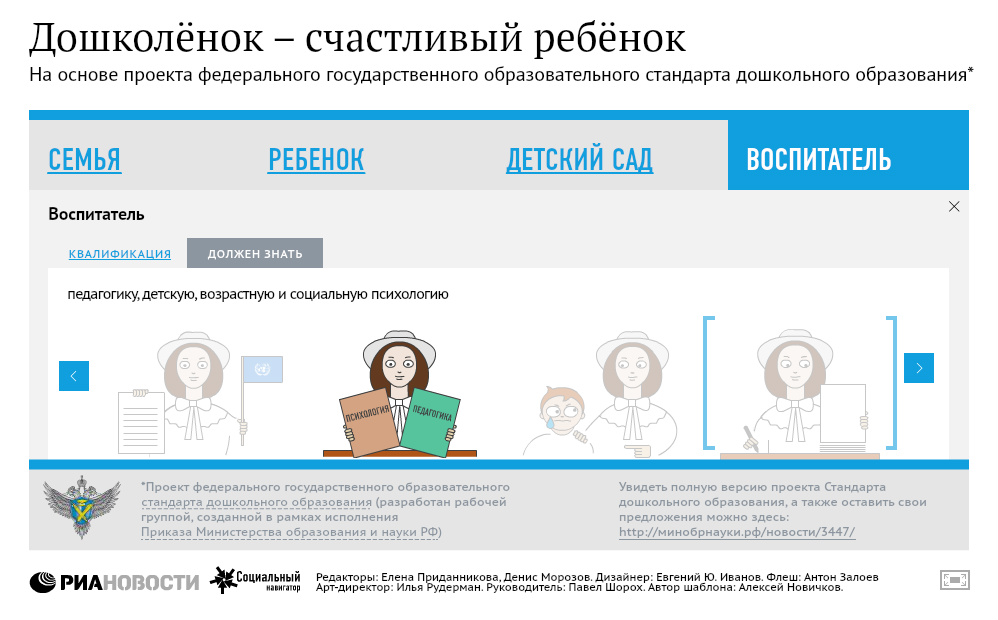 Дошколёнок – счастливый ребёнок
На основе проекта федерального государственного образовательного стандарта дошкольного образования*
СЕМЬЯ РЕБЕНОК ДЕТСКИЙ САД ВОСПИТАТЕЛЬ
Воспитатель
КВАЛИФИКАЦИЯ ДОЛЖЕН ЗНАТЬ
педагогику, детскую, возрастную и социальную психологию
ПСИХОЛОГИЯ ПЕДАГОГИКА
*Проект федерального государственного образовательного
стандарта дошкольного образования (разработан рабочей
группой, созданной в рамках исполнения
Приказа Министерства образования и науки РФ)
Увидеть полную версию проекта Стандарта
дошкольного образования, а также оставить свои
предложения можно здесь:
http://минобрнауки.рф/новости/3447/
РИАНОВОСТИ
Социальный
навигатор
Редакторы: Елена Приданникова, Денис Морозов. Дизайнер: Евгений Ю. Иванов. Флеш: Антон Залоев
Арт-директор: Илья Рудерман. Руководитель: Павел Шорох. Автор шаблона: Алексей Новичков.